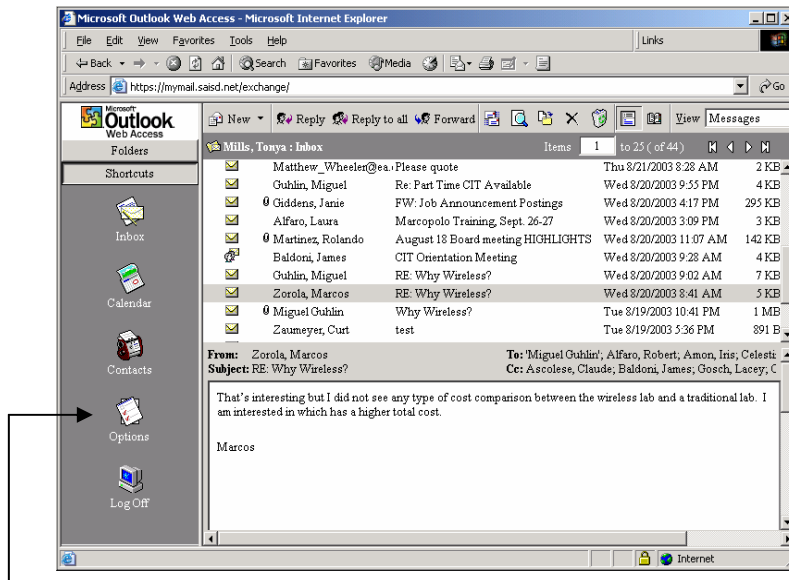 Microsoft Outlook Web Access - Microsoft Internet Explorer
File Edit View Favorites Tools Help Links
Back Search Favorites Media
Address https://mymail.saisd.net/exchange/ Go
Microsoft Outlook Web Access
New Reply Reply to all Forward View Messages
Folders
Shortcuts
Inbox
Calendar
Contacts
Options
Log Off
Mills, Tonya : Inbox Items 1 to 25 ( of 44 )
Matthew_Wheeler@ea. Please quote Thu 8/21/2003 8:28 AM 2 KB
Guhlin, Miguel Re: Part Time CIT Available Wed 8/20/2003 9:55 PM 4 KB
Giddens, Janie FW: Job Announcement Postings Wed 8/20/2003 4:17 PM 295 KB
Alfaro, Laura Marcopolo Training, Sept. 26-27 Wed 8/20/2003 3:09 PM 3 KB
Martinez, Rolando August 18 Board meeting HIGHLIGHTS Wed 8/20/2003 11:07 AM 142 KB
Baldoni, James CIT Orientation Meeting Wed 8/20/2003 9:28 AM 4 KB
Guhlin, Miguel RE: Why Wireless? Wed 8/20/2003 9:02 AM 7 KB
Zorola, Marcos RE: Why Wireless? Wed 8/20/2003 8:41 AM 5 KB
Miguel Guhlin Why Wireless? Tue 8/19/2003 10:41 PM 1 MB
Zaumeyer, Curt test Tue 8/19/2003 5:36 PM 891 B
From: Zorola, Marcos To: 'Miguel Guhlin'; Alfaro, Robert; Amon, Iris; Celesti
Subject: RE: Why Wireless? Cc: Ascolese, Claude; Baldoni, James; Gosch, Lacey; C
That's interesting but I did not see any type of cost comparison between the wireless lab and a traditional lab. I
am interested in which has a higher total cost.
Marcos
Internet